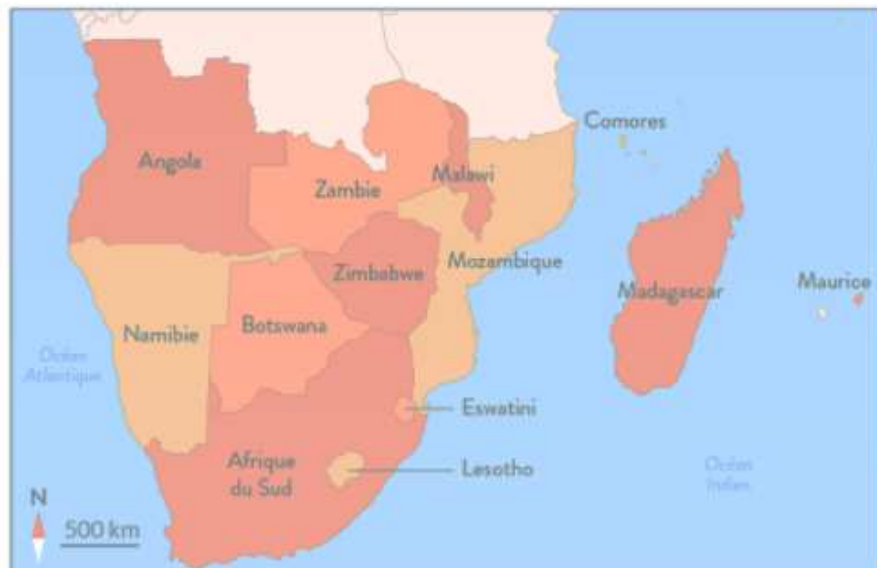 Comores
Angola
Malawi
Zambie
Mozambique
Zimbabwe
Madagascar
Maurice
Namibie
Botswana
Océan
Atlantique
Eswatini
Afrique
du Sud
Lesotho
Océan
Indien
N
500 km